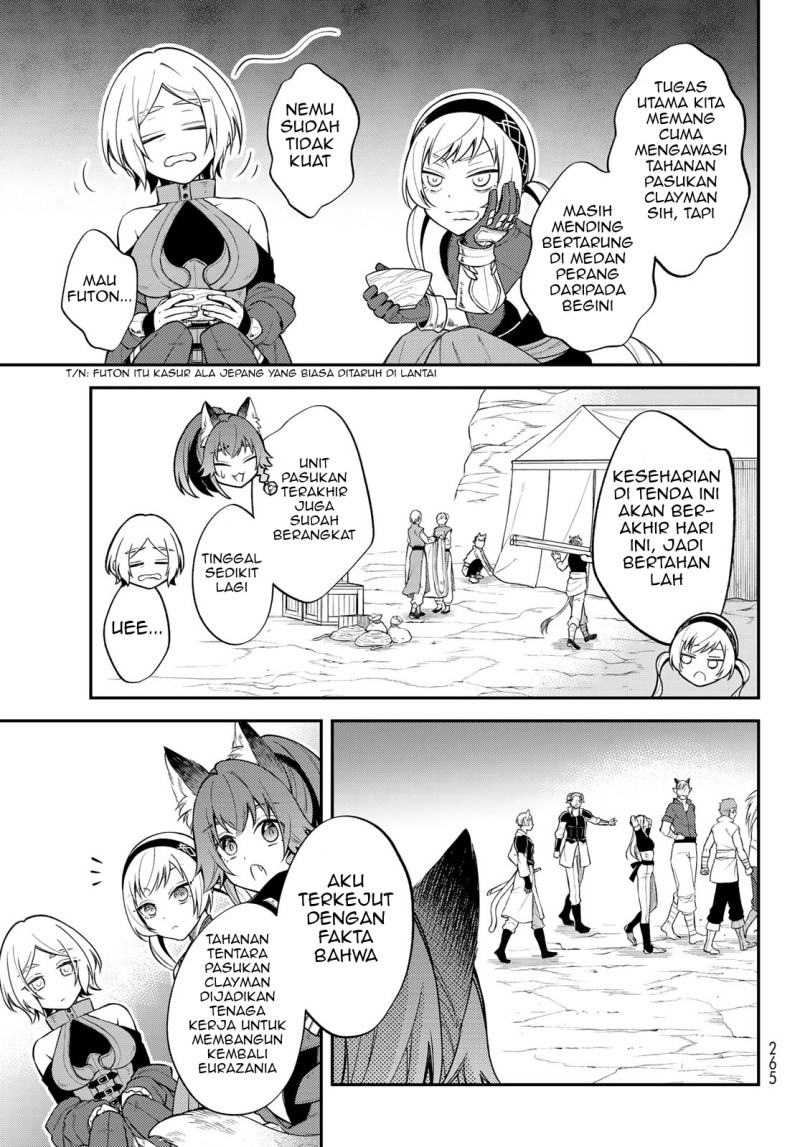 TUGAS
UTAMA KITA
MEMANG
CUMA
MENGAWASI
TAHANAN
PASUKAN
CLAYMAN
SIH, TAPI
MASIH
MENDING
BERTARUNG
DI MEDAN
PERANG
DARIPADA
BEGINI
NEMU
SUDAH
TIDAK
KUAT
MAU
FUTON...
T/N: FUTON ITU KASUR ALA JEPANG YANG BIASA DITARUH DI LANTAI
KESEHARIAN
DI TENDA INI
AKAN BER-
AKHIR HARI
INI, JADI
BERTAHAN
LAH
UNIT
PASUKAN
TERAKHIR
JUGA
SUDAH
BERANGKAT
TINGGAL
SEDIKIT
LAGI
UEE...
AKU
TERKEJUT
DENGAN
FAKTA
BAHWA
TAHANAN
TENTARA
PASUKAN
CLAYMAN
DIJADIKAN
TENAGA
KERJA UNTUK
MEMBANGUN
KEMBALI
EURAZANIA
265